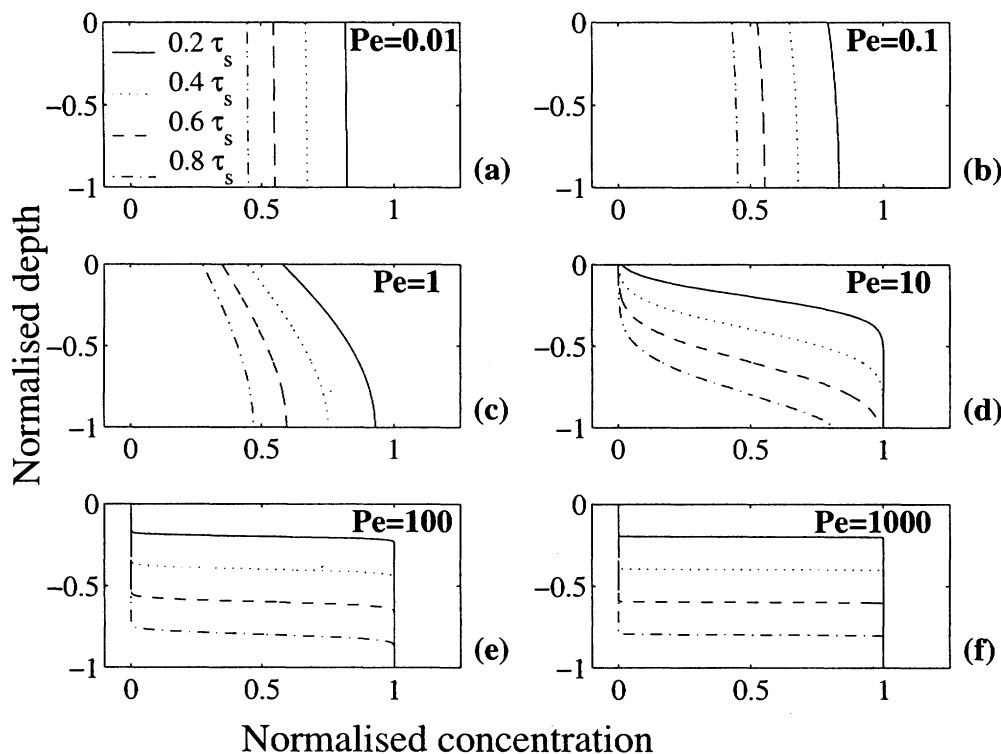 0
−0.5
−1
0
0.5
1
0.2 τs
0.4 τs
0.6 τs
0.8 τs
Pe=0.01
(a)
0
−0.5
−1
0
0.5
1
Pe=0.1
(b)
0
−0.5
−1
0
0.5
1
Pe=1
(c)
0
−0.5
−1
0
0.5
1
Pe=10
(d)
0
−0.5
−1
0
0.5
1
Pe=100
(e)
0
−0.5
−1
0
0.5
1
Pe=1000
(f)
Normalised depth
Normalised concentration